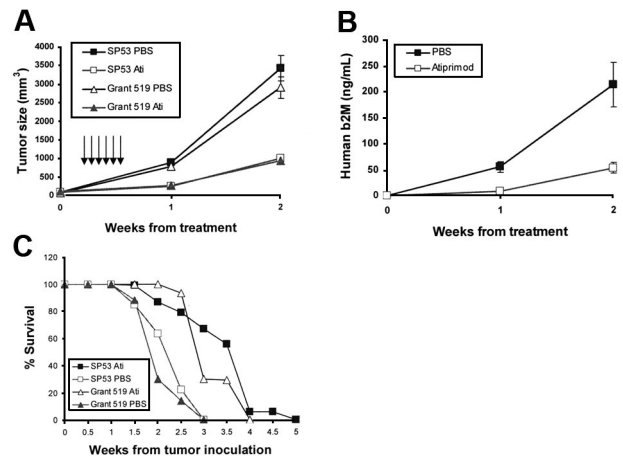 A
Tumor size (mm3)
4000
3500
3000
2500
2000
1500
1000
500
0
SP53 PBS
SP53 Ati
Grant 519 PBS
Grant 519 Ati
0 1 2
Weeks from treatment
B
Human b2M (ng/mL)
300
250
200
150
100
50
0
PBS
Atiprimod
0 1 2
Weeks from treatment
C
% Survival
120
100
80
60
40
20
0
SP53 Ati
SP53 PBS
Grant 519 Ati
Grant 519 PBS
0 0.5 1 1.5 2 2.5 3 3.5 4 4.5 5
Weeks from tumor inoculation